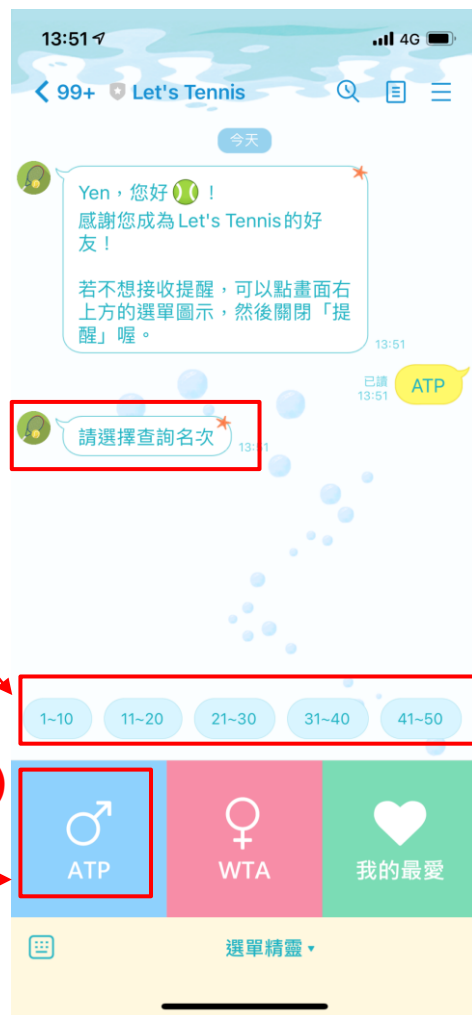 13:51
4G
99+ Let's Tennis
今天
Yen，您好！
感謝您成為Let's Tennis的好
友！
若不想接收提醒，可以點畫面右
上方的選單圖示，然後關閉「提
醒」喔。
13:51
已讀
13:51
ATP
請選擇查詢名次
13:51
1~10
11~20
21~30
31~40
41~50
ATP
WTA
我的最愛
選單精靈